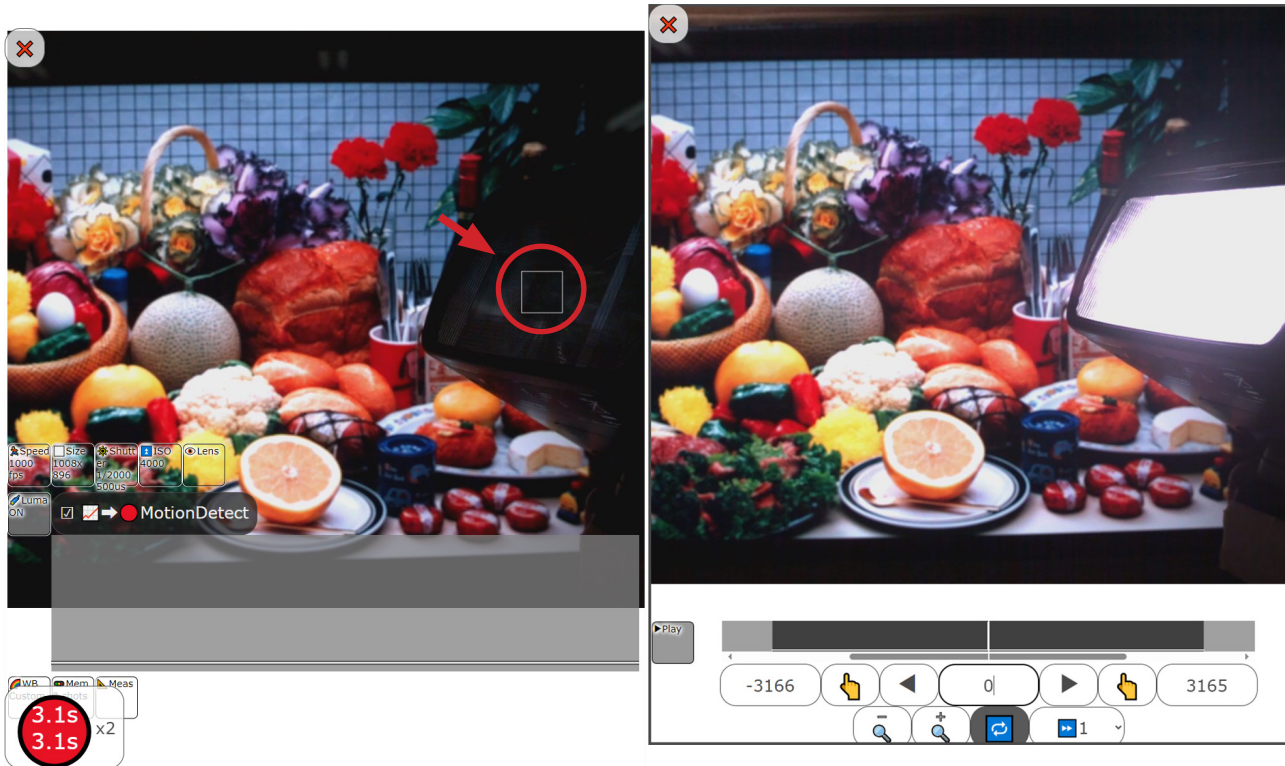 Speed
1000
fps
Size
1008x
896
Shutt
er
1/2000
500us
ISO
4000
Lens
Luma
ON
MotionDetect
WB
Custom
Mem
shots
Meas
3.1s
3.1s
x2
Play
-3166
0
3165
1